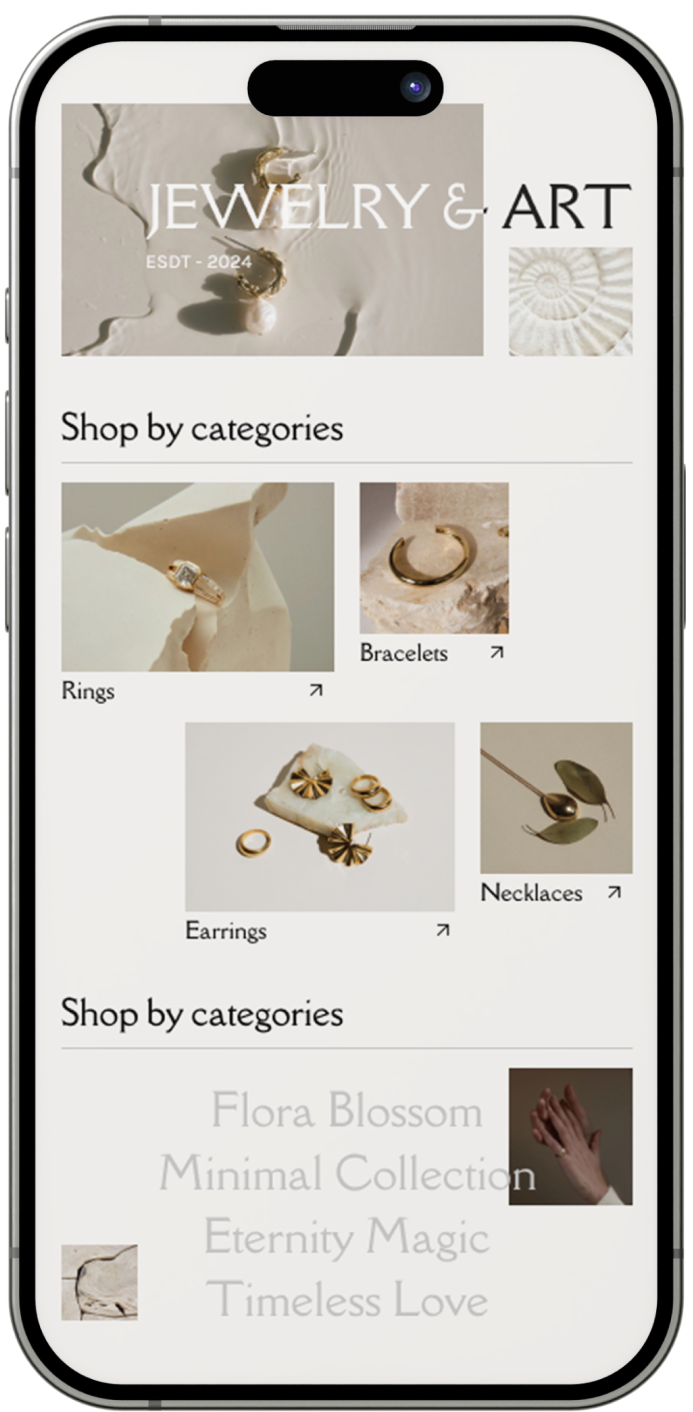 JEWELRY & ART
ESDT - 2024
Shop by categories
Bracelets
Rings
Necklaces
Earrings
Shop by categories
Flora Blossom
Minimal Collection
Eternity Magic
Timeless Love